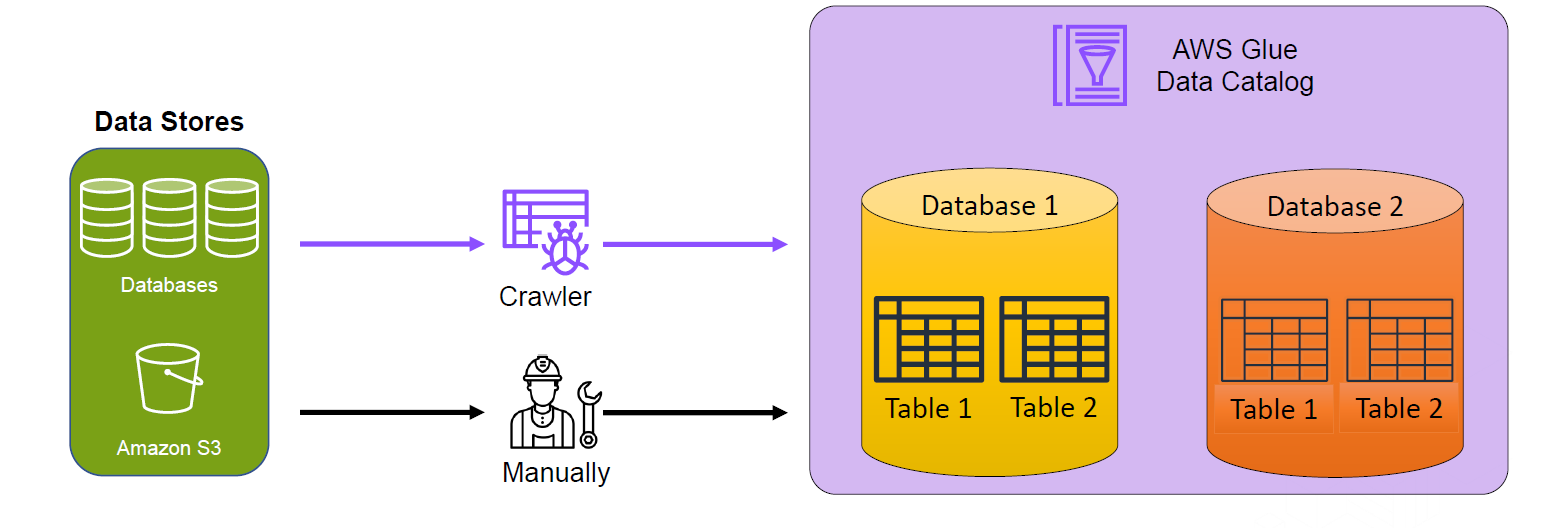 AWS Glue
Data Catalog
Data Stores
Databases
Amazon S3
Crawler
Manually
Database 1
Table 1
Table 2
Database 2
Table 1
Table 2